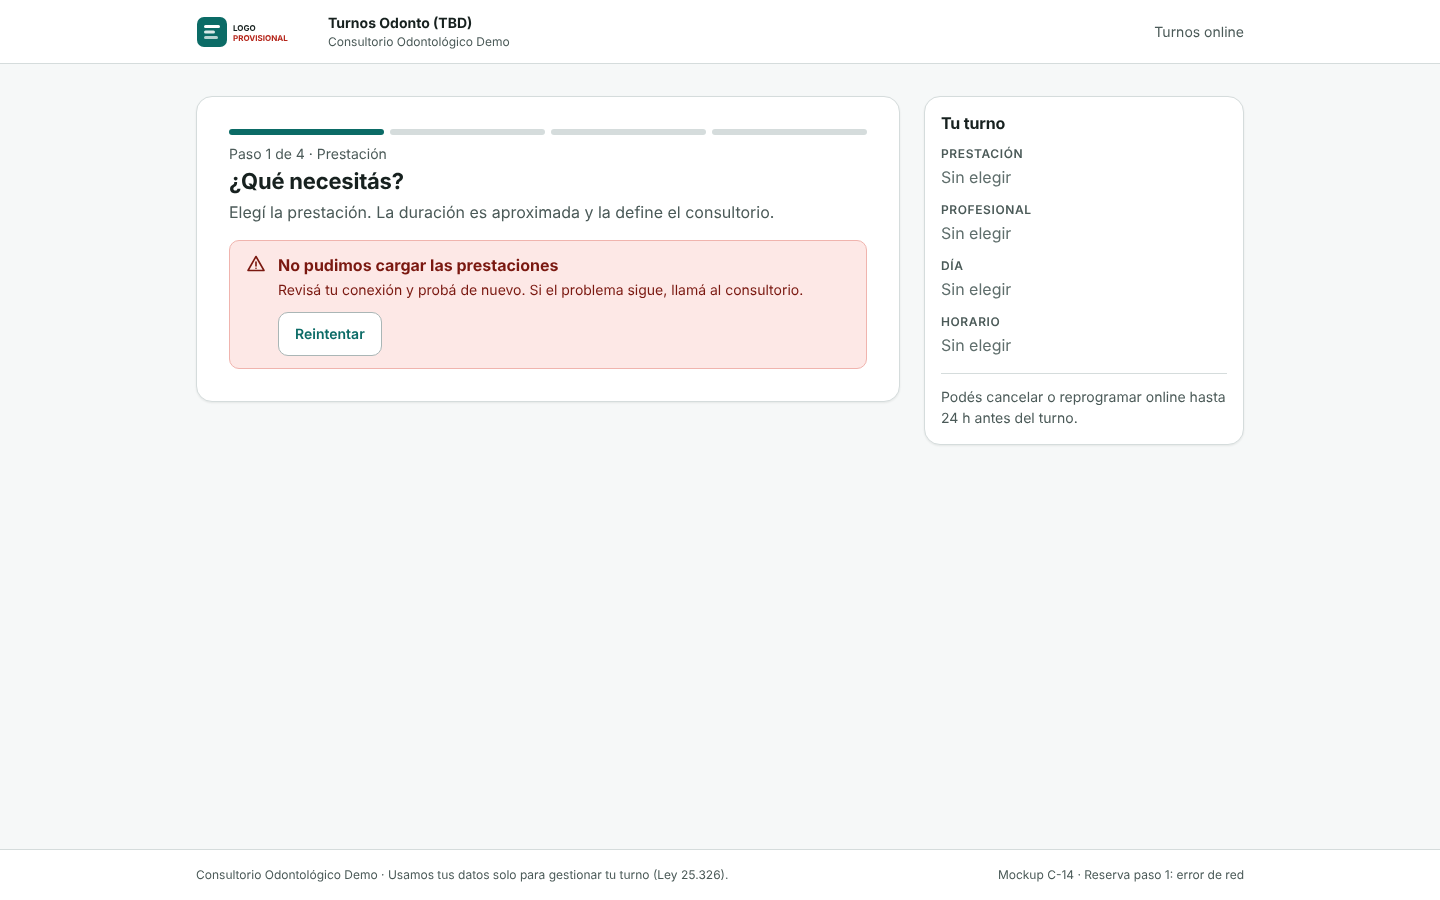 LOGO
PROVISIONAL
Turnos Odonto (TBD)
Consultorio Odontológico Demo
Turnos online
Paso 1 de 4 · Prestación
¿Qué necesitás?
Elegí la prestación. La duración es aproximada y la define el consultorio.
No pudimos cargar las prestaciones
Revisá tu conexión y probá de nuevo. Si el problema sigue, llamá al consultorio.
Reintentar
Tu turno
PRESTACIÓN
Sin elegir
PROFESIONAL
Sin elegir
DÍA
Sin elegir
HORARIO
Sin elegir
Podés cancelar o reprogramar online hasta
24 h antes del turno.
Consultorio Odontológico Demo · Usamos tus datos solo para gestionar tu turno (Ley 25.326).
Mockup C-14 · Reserva paso 1: error de red